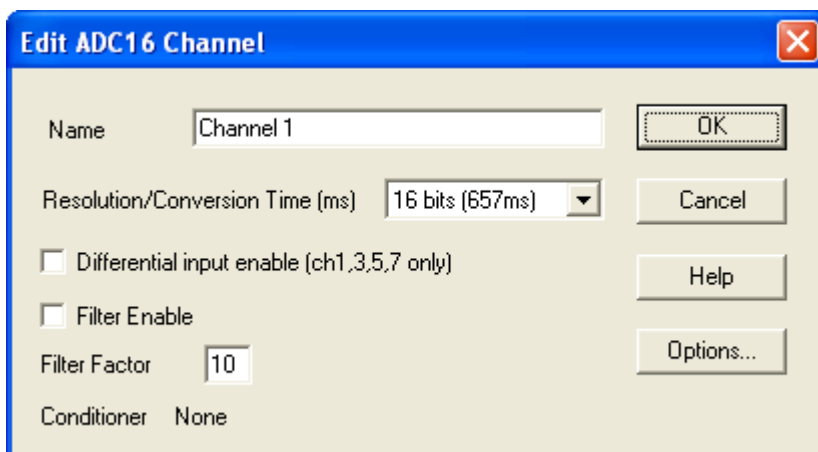 Edit ADC16 Channel
Name Channel 1 OK
Resolution/Conversion Time (ms) 16 bits (657ms) Cancel
Differential input enable (ch1,3,5,7 only)
Help
Filter Enable
Filter Factor 10 Options...
Conditioner None